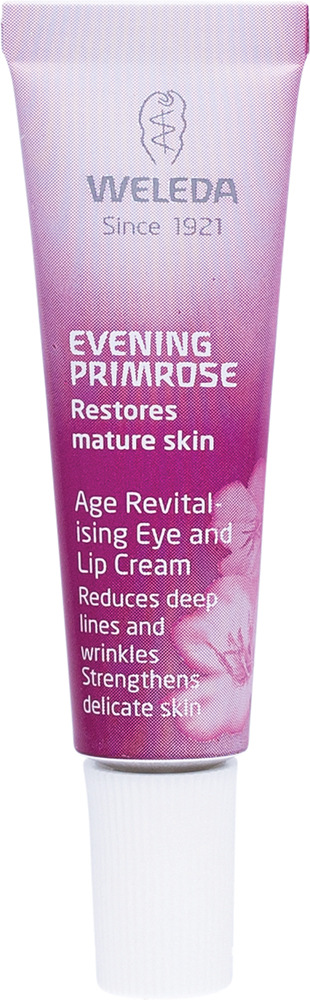 WELEDA
Since 1921
EVENING
PRIMROSE
Restores
mature skin
Age Revital-
ising Eye and
Lip Cream
Reduces deep
lines and
wrinkles
Strengthens
delicate skin